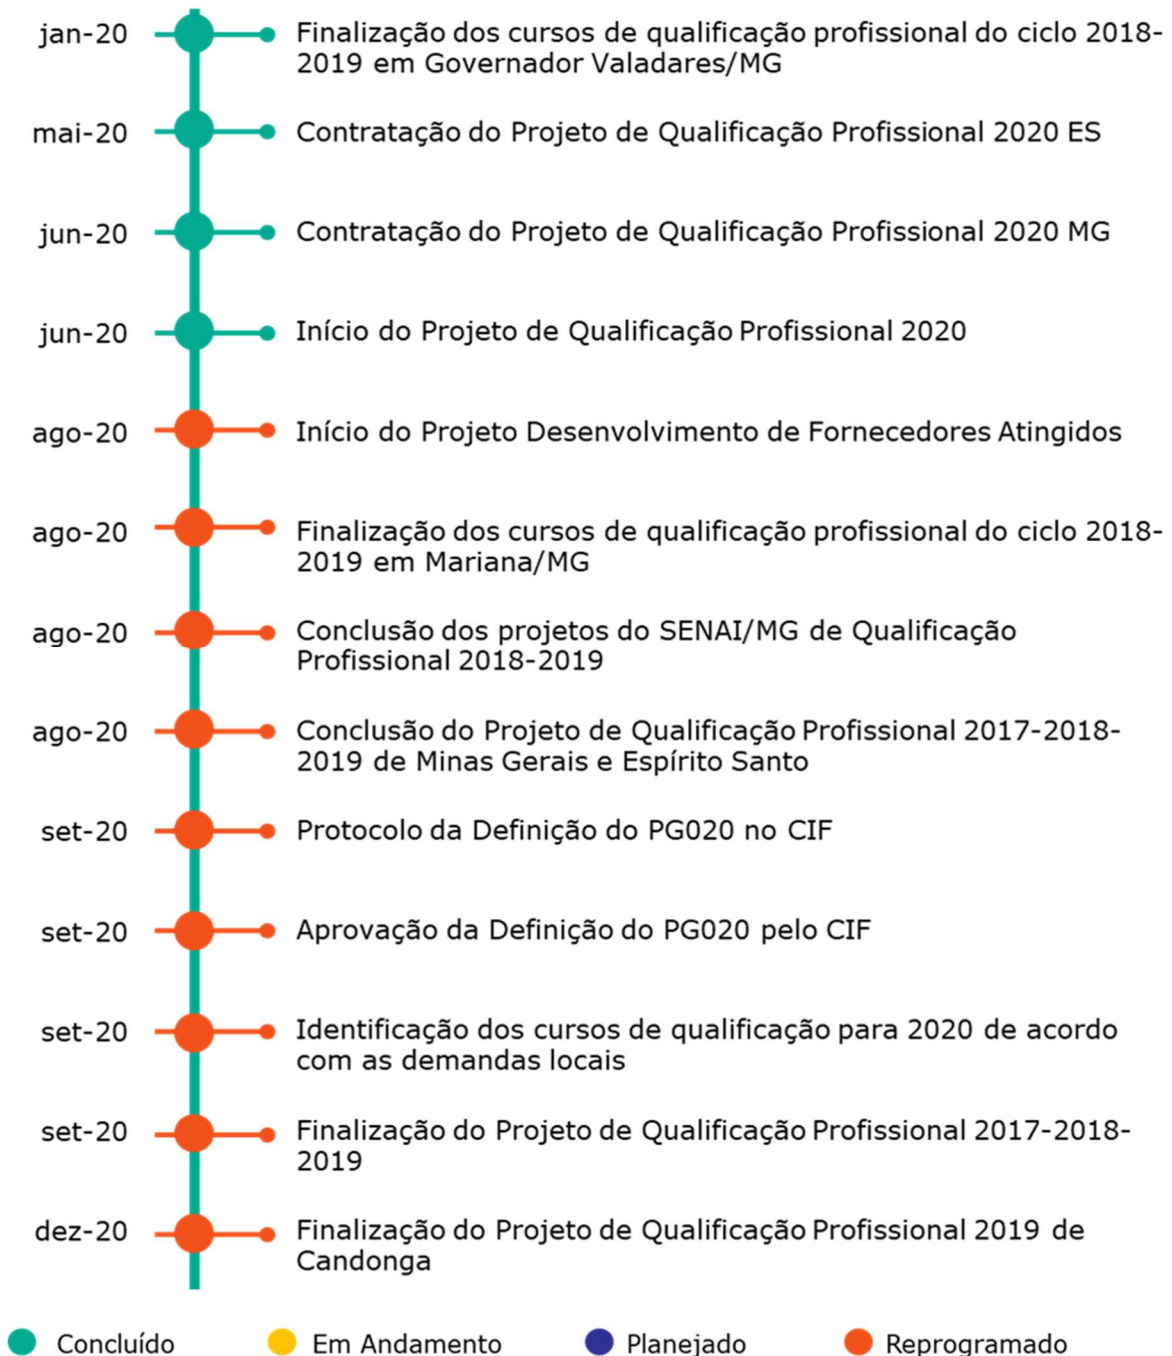 jan-20 Finalização dos cursos de qualificação profissional do ciclo 2018-
2019 em Governador Valadares/MG
mai-20 Contratação do Projeto de Qualificação Profissional 2020 ES
jun-20 Contratação do Projeto de Qualificação Profissional 2020 MG
jun-20 Início do Projeto de Qualificação Profissional 2020
ago-20 Início do Projeto Desenvolvimento de Fornecedores Atingidos
ago-20 Finalização dos cursos de qualificação profissional do ciclo 2018-
2019 em Mariana/MG
ago-20 Conclusão dos projetos do SENAI/MG de Qualificação
Profissional 2018-2019
ago-20 Conclusão do Projeto de Qualificação Profissional 2017-2018-
2019 de Minas Gerais e Espírito Santo
set-20 Protocolo da Definição do PG020 no CIF
set-20 Aprovação da Definição do PG020 pelo CIF
set-20 Identificação dos cursos de qualificação para 2020 de acordo
com as demandas locais
set-20 Finalização do Projeto de Qualificação Profissional 2017-2018-
2019
dez-20 Finalização do Projeto de Qualificação Profissional 2019 de
Candonga
Concluído Em Andamento Planejado Reprogramado